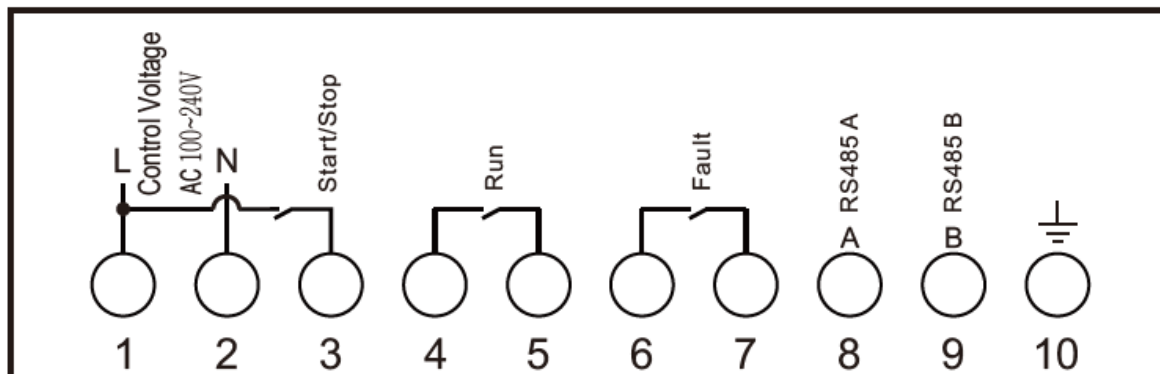 Control Voltage
AC 100~240V
L
N
Start/Stop
Run
Fault
RS485 A
A
RS485 B
B
1 2 3 4 5 6 7 8 9 10